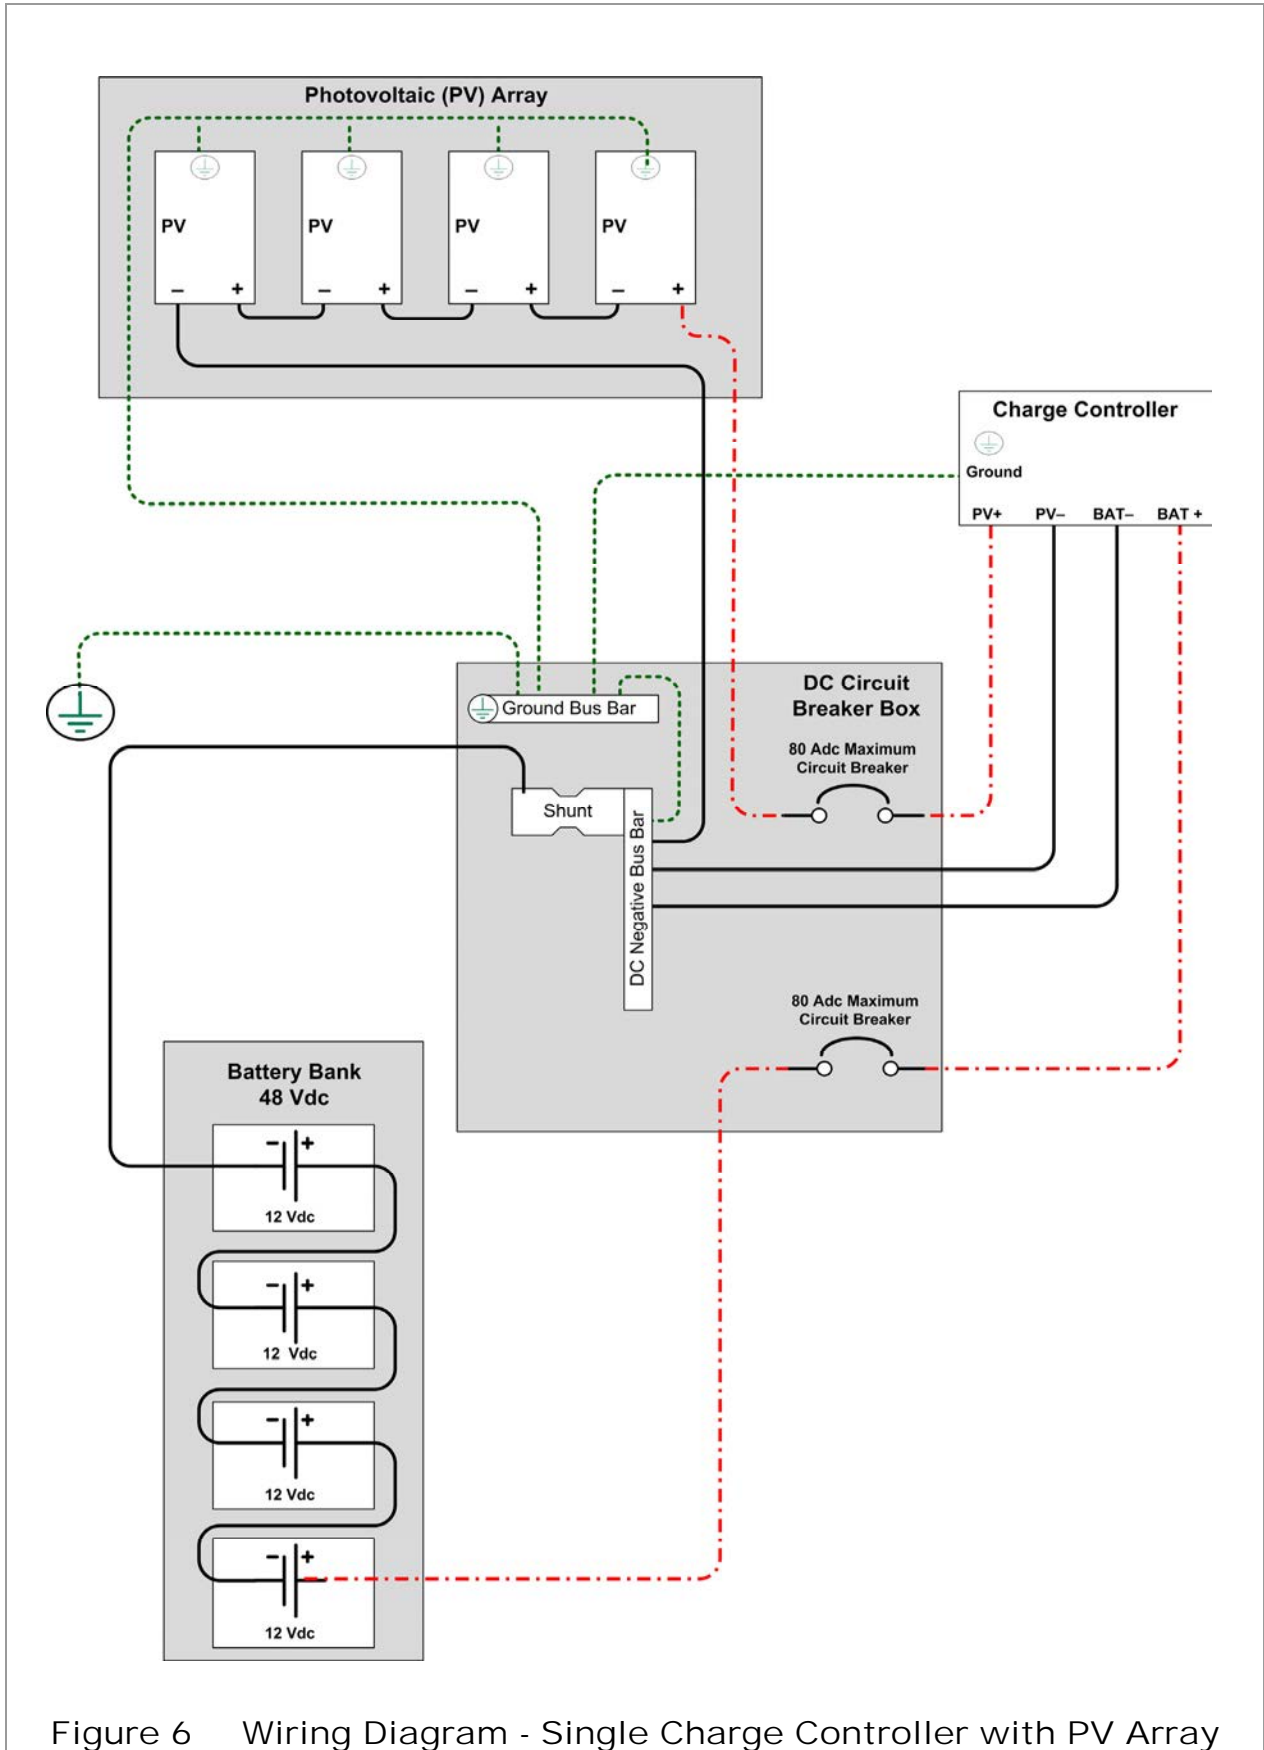 Photovoltaic (PV) Array
PV
PV
PV
PV
– +
– +
– +
– +
Charge Controller
Ground
PV+ PV– BAT– BAT +
DC Circuit
Breaker Box
Ground Bus Bar
80 Adc Maximum
Circuit Breaker
Shunt
DC Negative Bus Bar
80 Adc Maximum
Circuit Breaker
Battery Bank
48 Vdc
- +
12 Vdc
- +
12 Vdc
- +
12 Vdc
- +
12 Vdc
Figure 6 Wiring Diagram - Single Charge Controller with PV Array